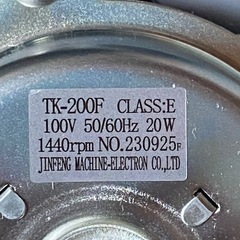 TK-200F CLASS:E
100V 50/60Hz 20W
1440rpm NO.230925F
JINFENG MACHINE-ELECTRON CO.,LTD